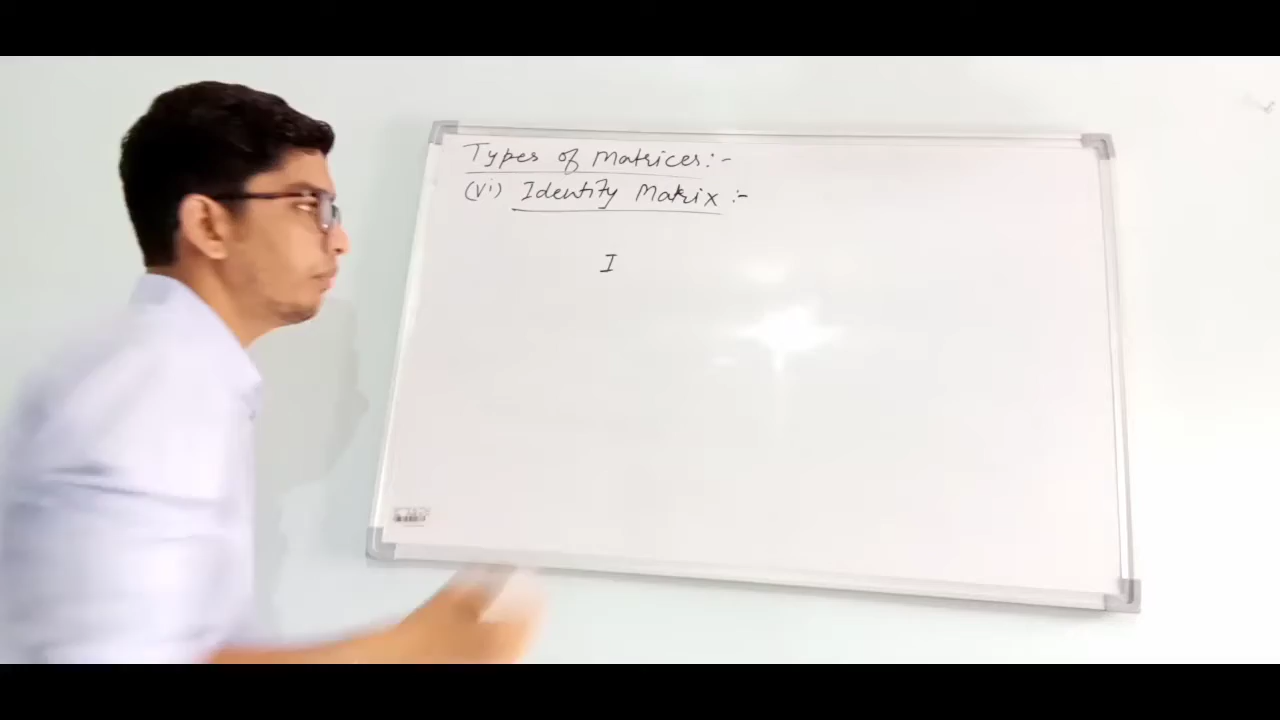 Types of Matrices:-
(vi) Identity Matrix :-
I